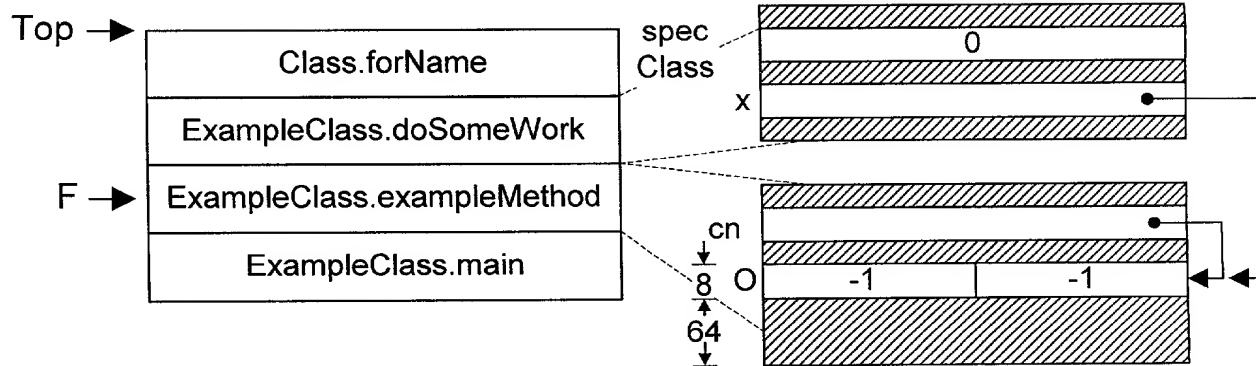 Top
Class.forName
ExampleClass.doSomeWork
F
ExampleClass.exampleMethod
ExampleClass.main
spec
Class
0
x
cn
8
O
-1
-1
64